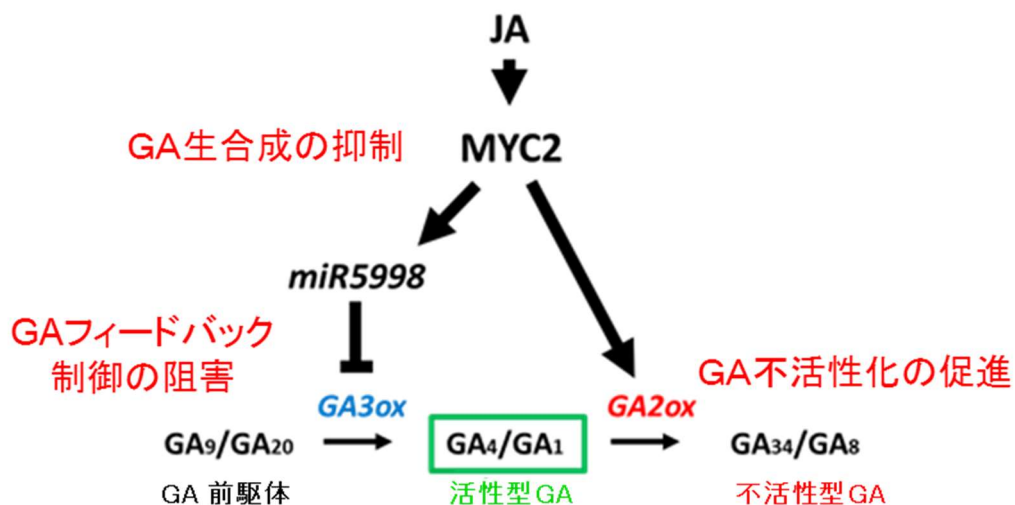 JA
GA生合成の抑制
MYC2
miR5998
GAフィードバック
制御の阻害
GA不活性化の促進
GA3ox
GA2ox
GA9/GA20
GA4/GA1
GA34/GA8
GA 前駆体
活性型GA
不活性型GA